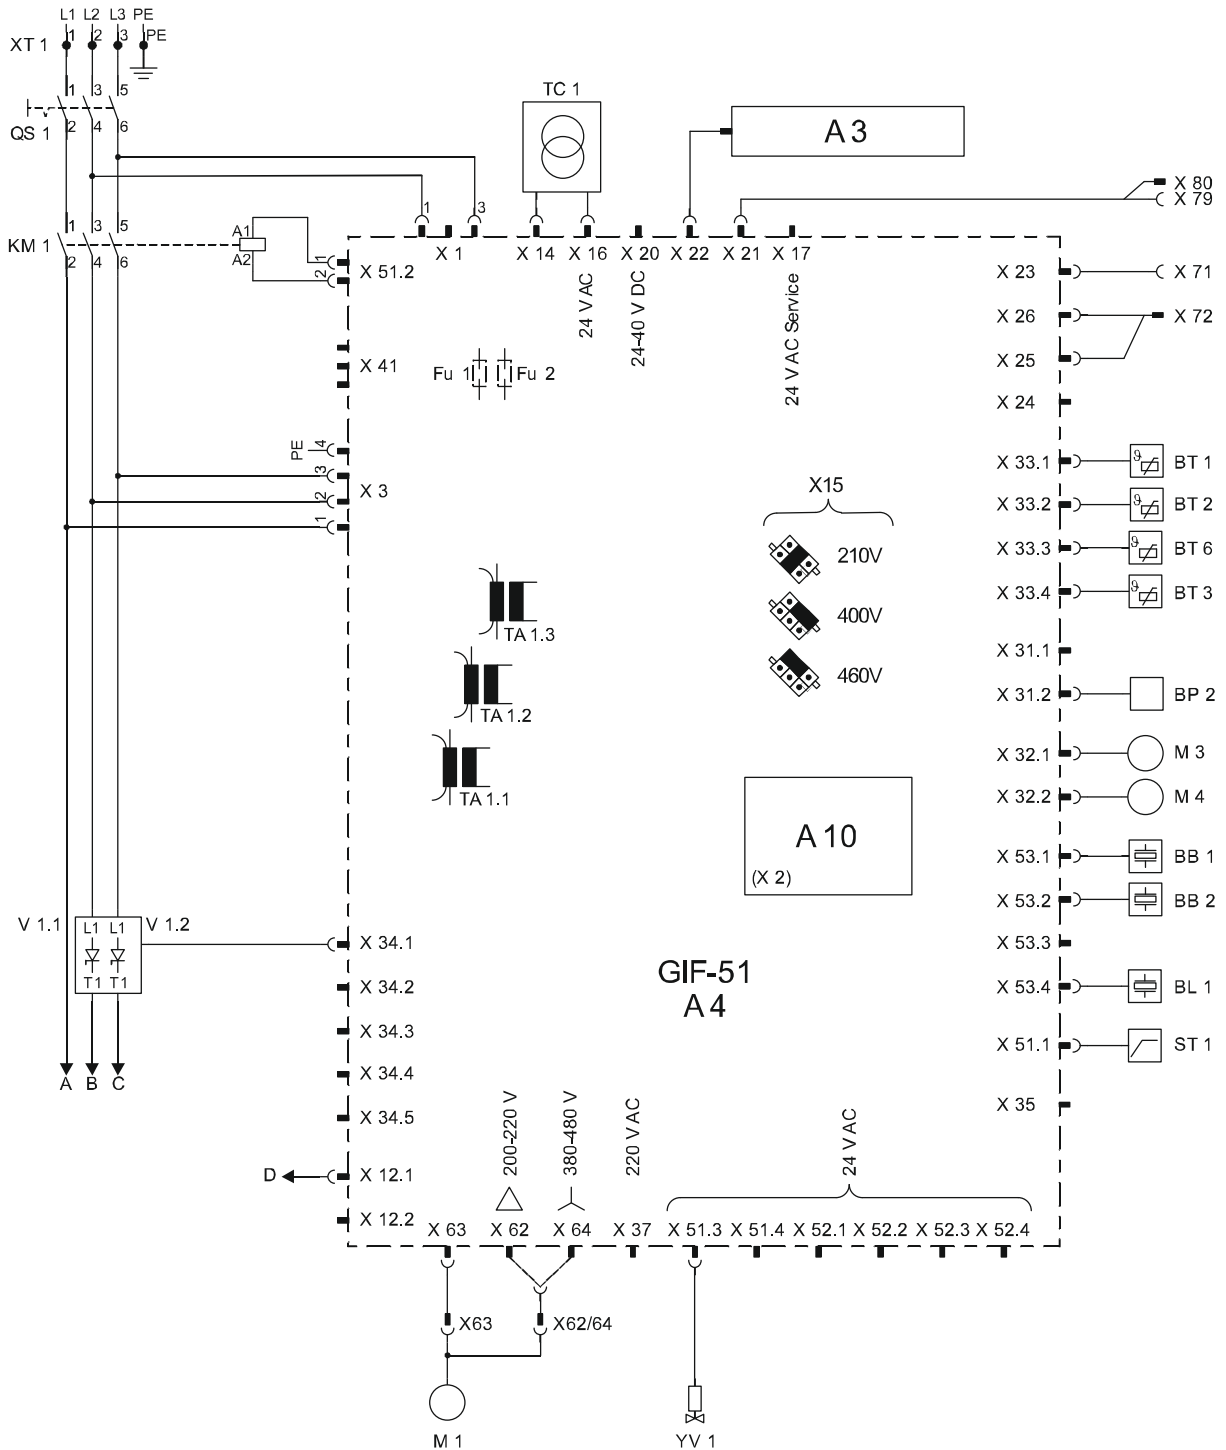 L1 L2 L3 PE
XT 1 1 2 3 PE
1 3 5
QS 1 2 4 6
TC 1
A 3
X 80
X 79
1 3
1 3 5
KM 1 2 4 6
A1
A2
1
2
X 51.2
X 1 X 14 X 16 X 20 X 22 X 21 X 17
24 V AC
24-40 V DC
24 V AC Service
X 23 X 71
X 26 X 72
X 25
X 24
X 41
Fu 1 Fu 2
PE 4
3
2
1
X 3
X15
210V
400V
460V
X 33.1 BT 1
X 33.2 BT 2
X 33.3 BT 6
X 33.4 BT 3
ϑ
ϑ
ϑ
ϑ
TA 1.3
TA 1.2
TA 1.1
X 31.1
X 31.2 BP 2
X 32.1 M 3
X 32.2 M 4
A 10
(X 2)
X 53.1 BB 1
X 53.2 BB 2
X 53.3
X 53.4 BL 1
X 51.1 ST 1
X 35
V 1.1 L1 L1 V 1.2
T1 T1
X 34.1
X 34.2
X 34.3
X 34.4
X 34.5
GIF-51
A 4
A B C
D X 12.1
X 12.2
200-220 V
380-480 V
220 V AC
24 V AC
X 63 X 62 X 64 X 37 X 51.3 X 51.4 X 52.1 X 52.2 X 52.3 X 52.4
X63 X62/64
M 1 YV 1